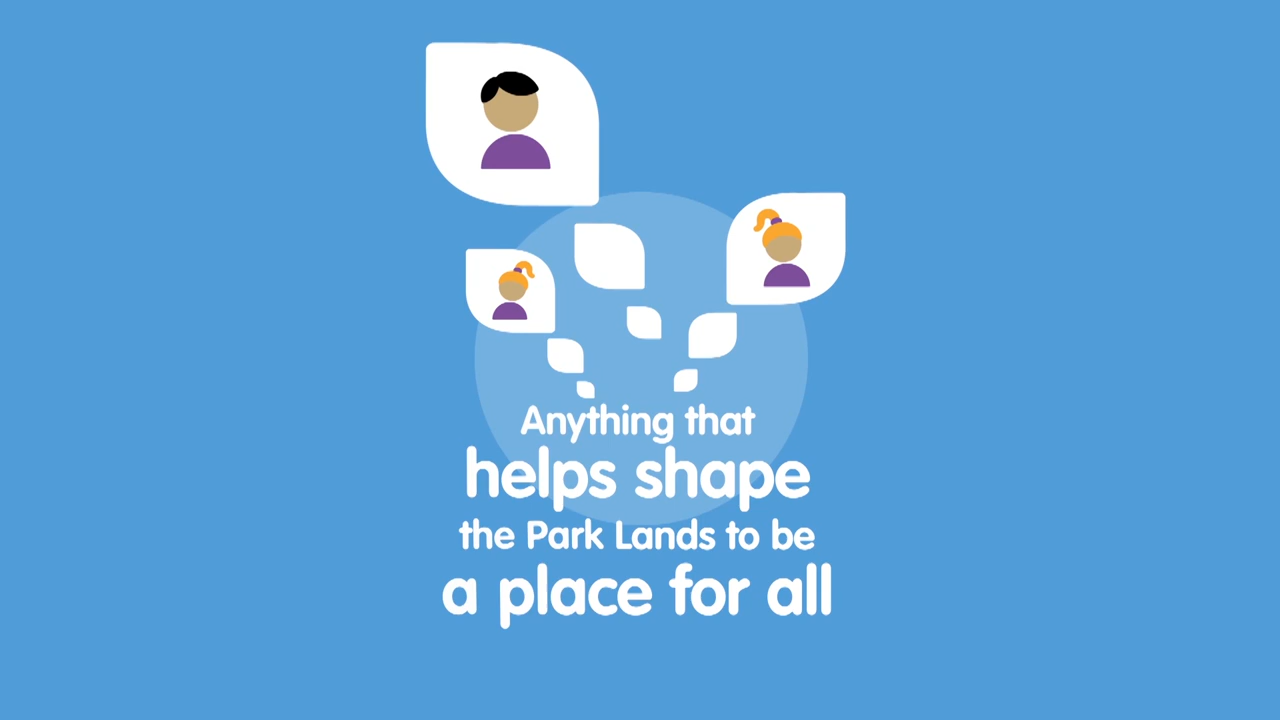 Anything that
helps shape
the Park Lands to be
a place for all